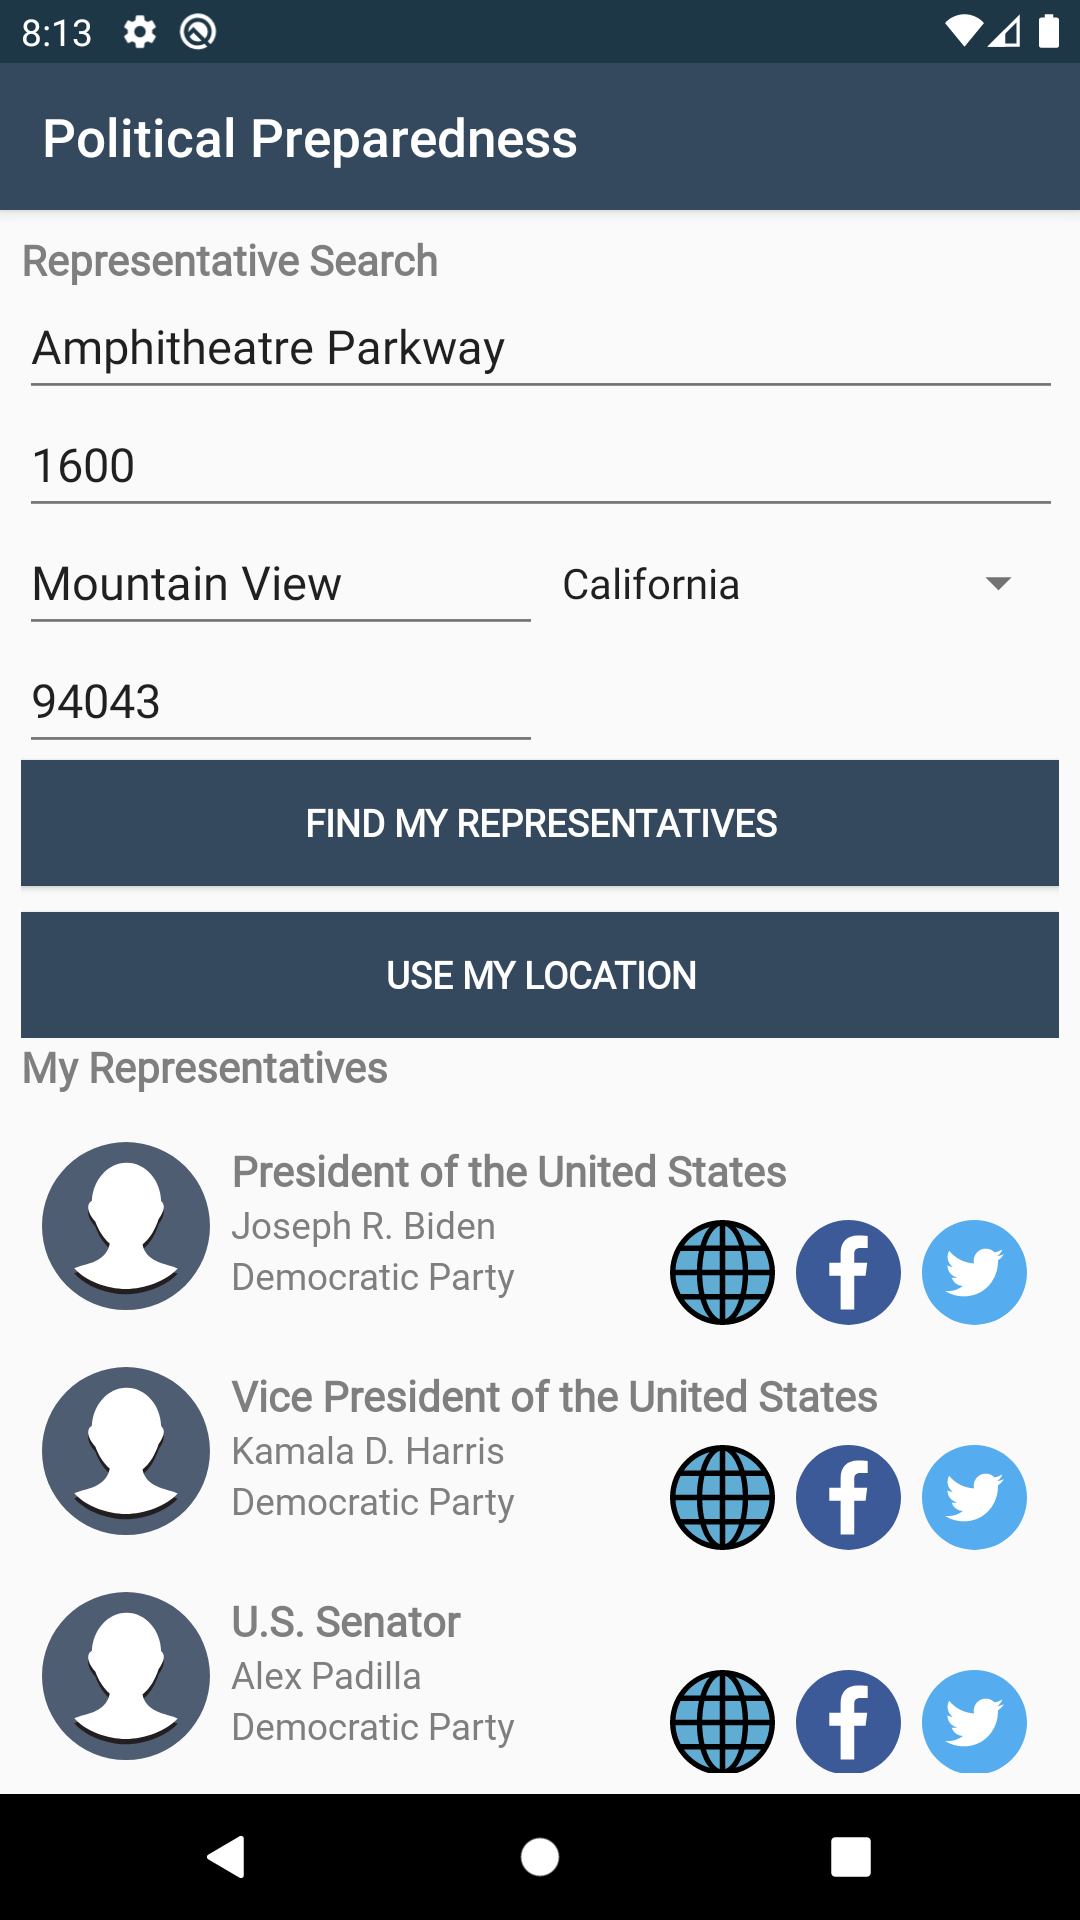 8:13
Political Preparedness
Representative Search
Amphitheatre Parkway
1600
Mountain View
California
94043
FIND MY REPRESENTATIVES
USE MY LOCATION
My Representatives
President of the United States
Joseph R. Biden
Democratic Party
Vice President of the United States
Kamala D. Harris
Democratic Party
U.S. Senator
Alex Padilla
Democratic Party